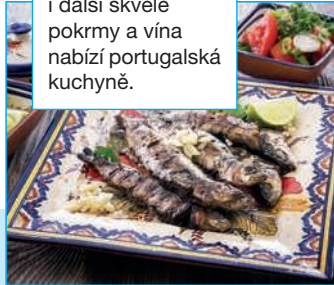 i další skvělé
pokrmy a vína
nabízí portugalská
kuchyně.